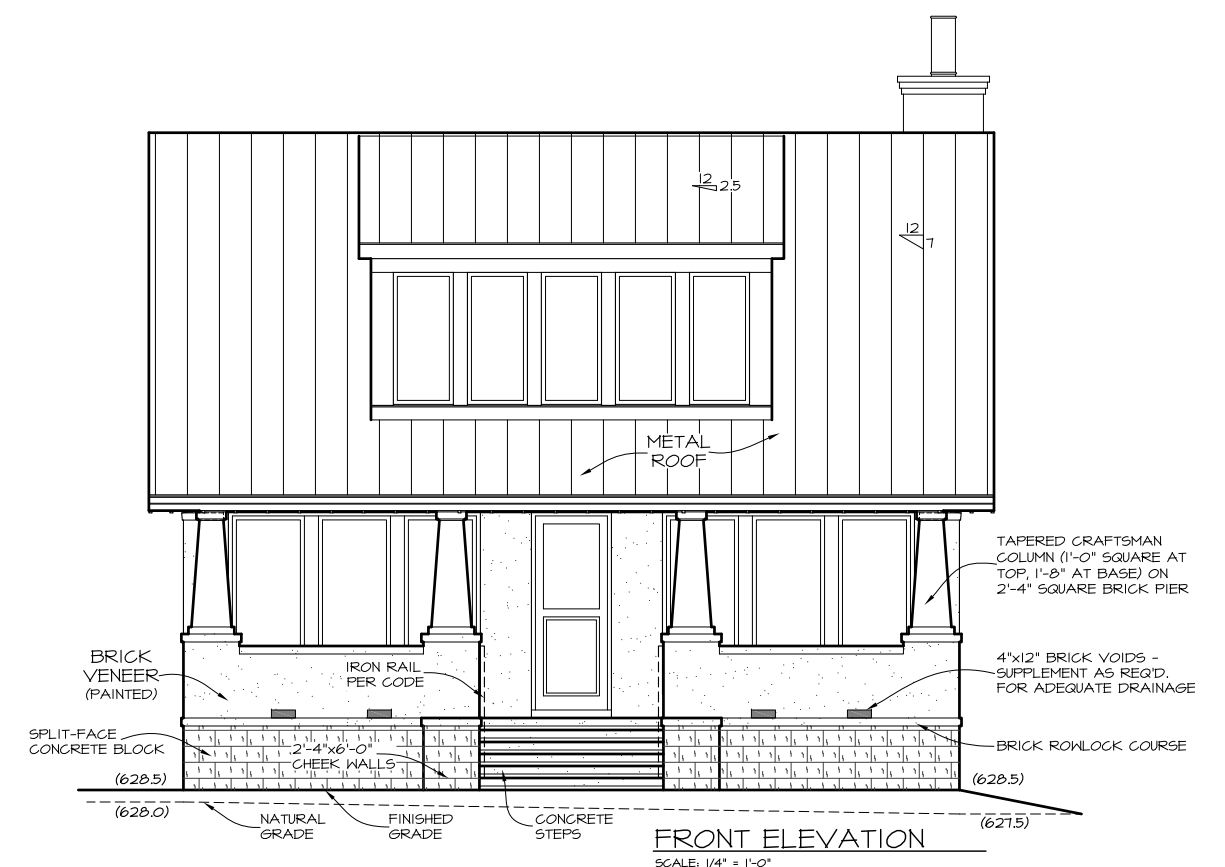 12
2.5
12
7
METAL
ROOF
TAPERED CRAFTSMAN
COLUMN (1'-0" SQUARE AT
TOP, 1'-8" AT BASE) ON
2'-4" SQUARE BRICK PIER
BRICK
VENEER
(PAINTED)
IRON RAIL
PER CODE
4"x12" BRICK VOIDS -
SUPPLEMENT AS REQ'D.
FOR ADEQUATE DRAINAGE
SPLIT-FACE
CONCRETE BLOCK
2'-4"x6'-0"
CHEEK WALLS
BRICK ROWLOCK COURSE
(628.5)
(628.5)
(628.0)
NATURAL
GRADE
FINISHED
GRADE
CONCRETE
STEPS
(627.5)
FRONT ELEVATION
SCALE: 1/4" = 1'-0"